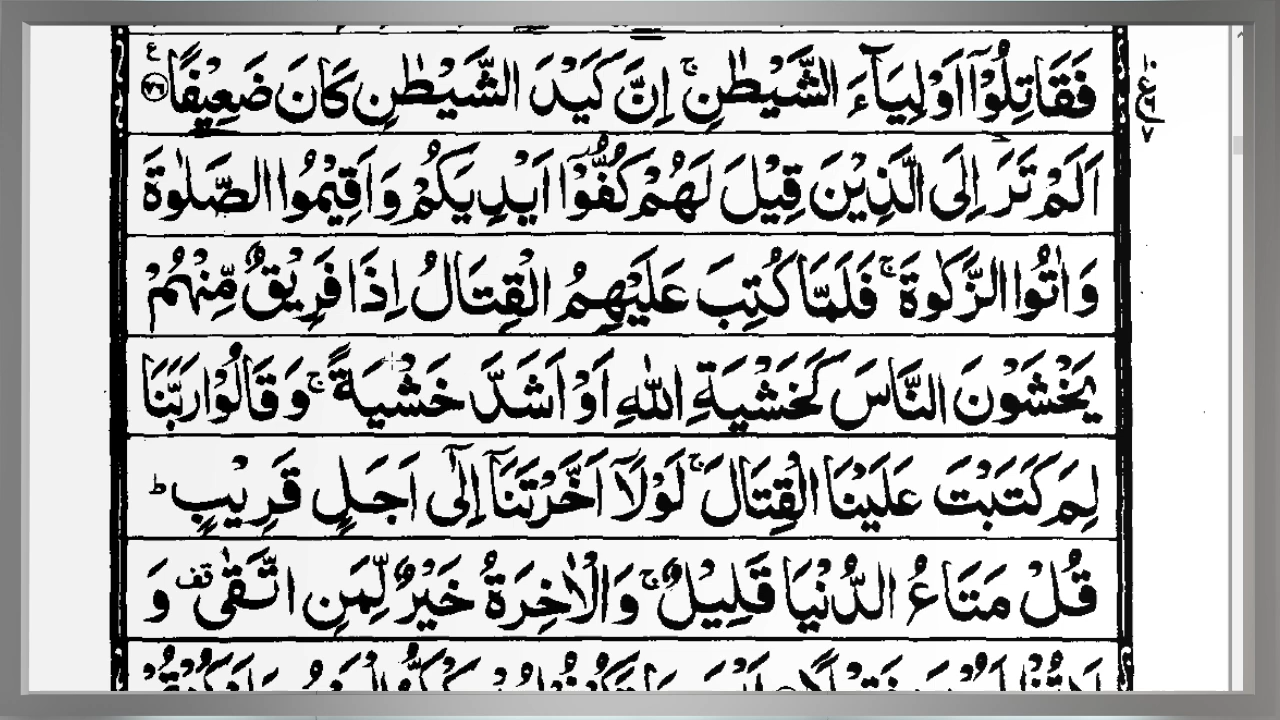 فَقَاتِلُوْۤا اَوْلِيَآءَ الشَّيْطٰنِ ۚ اِنَّ كَيْدَ الشَّيْطٰنِ كَانَ ضَعِيْفًا ع ۷۶
اَلَمْ تَرَ اِلَى الَّذِيْنَ قِيْلَ لَهُمْ كُفُّوْۤا اَيْدِيَكُمْ وَاَقِيْمُوا الصَّلٰوةَ
وَاٰتُوا الزَّكٰوةَ ۚ فَلَمَّا كُتِبَ عَلَيْهِمُ الْقِتَالُ اِذَا فَرِيْقٌ مِّنْهُمْ
يَخْشَوْنَ النَّاسَ كَخَشْيَةِ اللّٰهِ اَوْ اَشَدَّ خَشْيَةً ۚ وَقَالُوْا رَبَّنَا
لِمَ كَتَبْتَ عَلَيْنَا الْقِتَالَ ۚ لَوْلَاۤ اَخَّرْتَنَاۤ اِلٰۤى اَجَلٍ قَرِيْبٍ ؕ
قُلْ مَتَاعُ الدُّنْيَا قَلِيْلٌ ۚ وَالْاٰخِرَةُ خَيْرٌ لِّمَنِ اتَّقٰى قف وَ